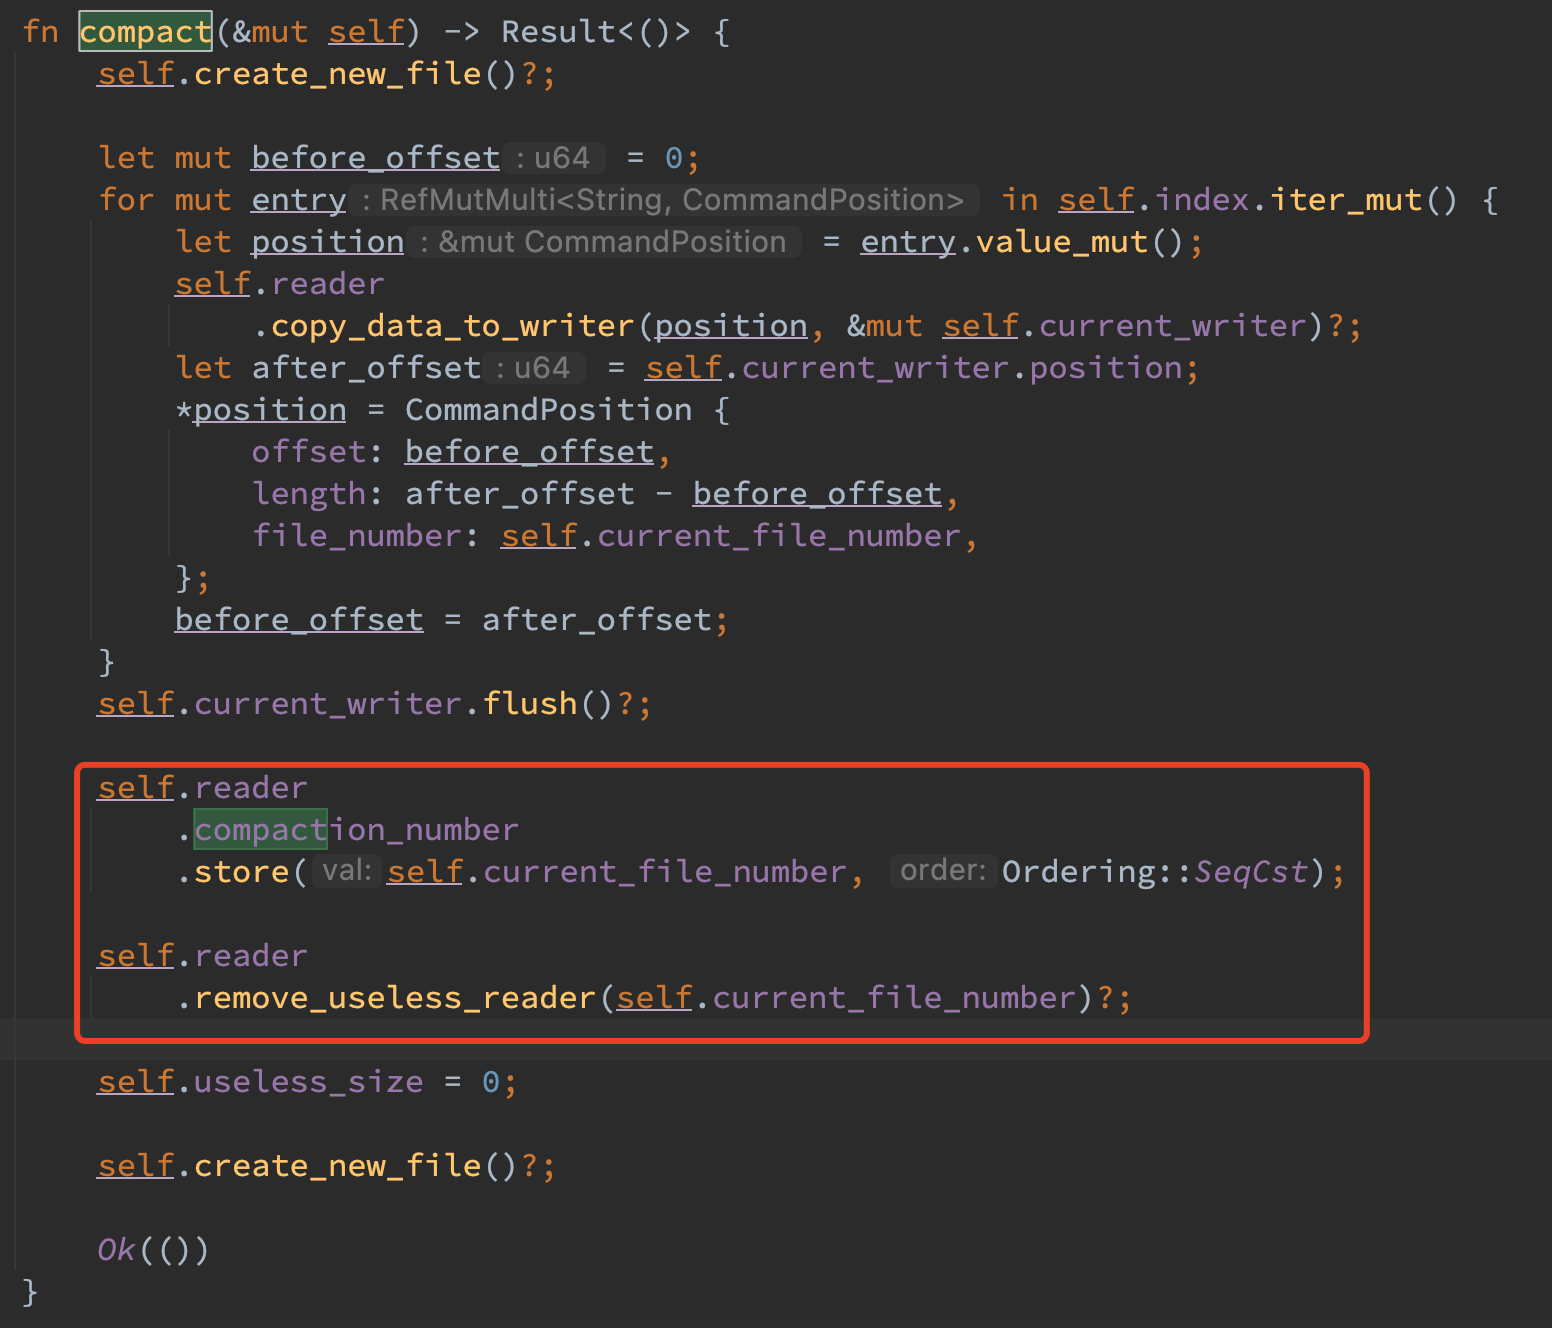 fn compact(&mut self) -> Result<()> {
    self.create_new_file()?;

    let mut before_offset : u64 = 0;
    for mut entry : RefMutMulti<String, CommandPosition> in self.index.iter_mut() {
        let position : &mut CommandPosition = entry.value_mut();
        self.reader
            .copy_data_to_writer(position, &mut self.current_writer)?;
        let after_offset : u64 = self.current_writer.position;
        *position = CommandPosition {
            offset: before_offset,
            length: after_offset - before_offset,
            file_number: self.current_file_number,
        };
        before_offset = after_offset;
    }
    self.current_writer.flush()?;

    self.reader
        .compaction_number
        .store( val: self.current_file_number, order: Ordering::SeqCst);

    self.reader
        .remove_useless_reader(self.current_file_number)?;

    self.useless_size = 0;

    self.create_new_file()?;

    Ok(())
}